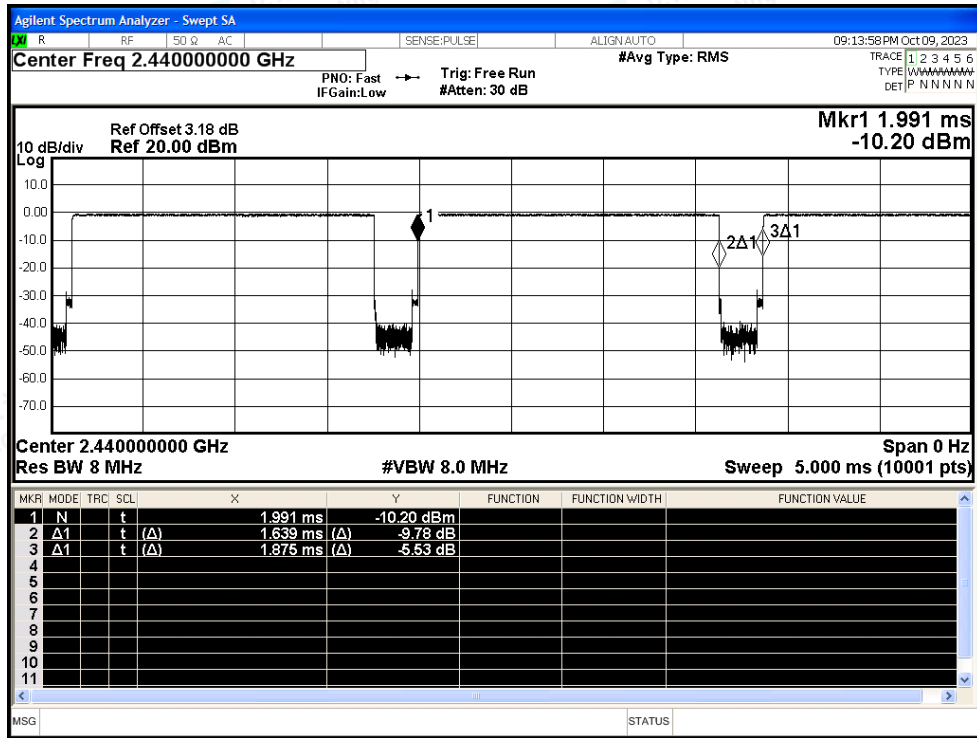 Agilent Spectrum Analyzer - Swept SA
LXI R RF 50 Ω AC SENSE:PULSE ALIGN AUTO 09:13:58 PM Oct 09, 2023
Center Freq 2.440000000 GHz #Avg Type: RMS TRACE 1 2 3 4 5 6
PNO: Fast Trig: Free Run TYPE WWWWWW
IFGain:Low #Atten: 30 dB DET P N N N N N
Mkr1 1.991 ms
Ref Offset 3.18 dB
10 dB/div Ref 20.00 dBm -10.20 dBm
Log
10.0
0.00
1
-10.0
2Δ1
3Δ1
-20.0
-30.0
-40.0
-50.0
-60.0
-70.0
Center 2.440000000 GHz Span 0 Hz
Res BW 8 MHz #VBW 8.0 MHz Sweep 5.000 ms (10001 pts)
MKR MODE TRC SCL X Y FUNCTION FUNCTION WIDTH FUNCTION VALUE
1 N t 1.991 ms -10.20 dBm
2 Δ1 t (Δ) 1.639 ms (Δ) -9.78 dB
3 Δ1 t (Δ) 1.875 ms (Δ) -5.53 dB
4
5
6
7
8
9
10
11
MSG STATUS